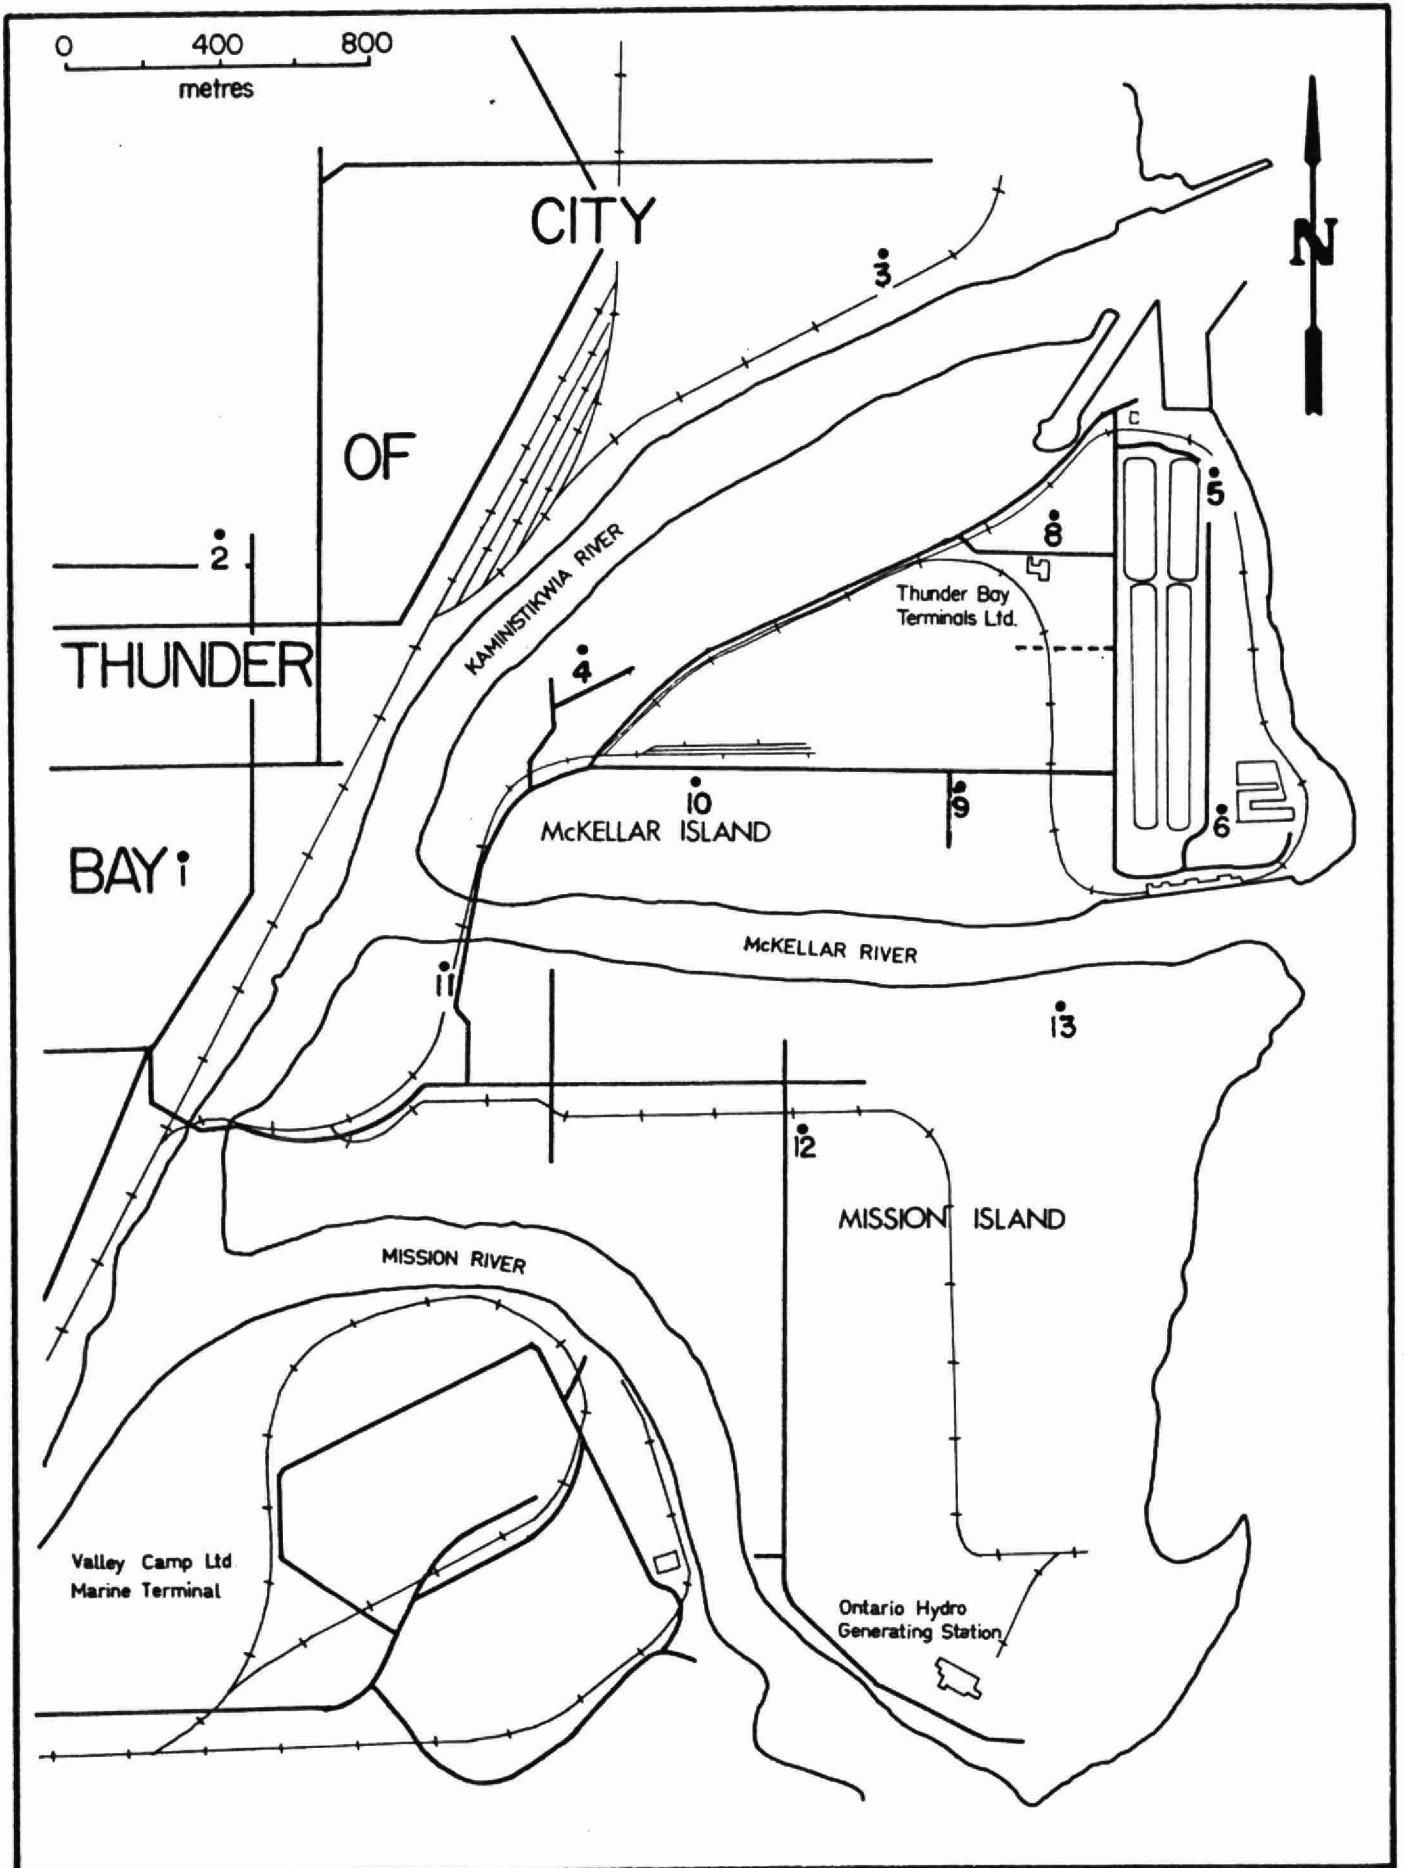 0 400 800
metres
N
CITY
3
OF
5
2
8
KAMINISTIKWIA RIVER
Thunder Bay
Terminals Ltd.
THUNDER
4
10
9
6
McKELLAR ISLAND
BAY 1
McKELLAR RIVER
11
13
12
MISSION ISLAND
MISSION RIVER
Valley Camp Ltd
Marine Terminal
Ontario Hydro
Generating Station